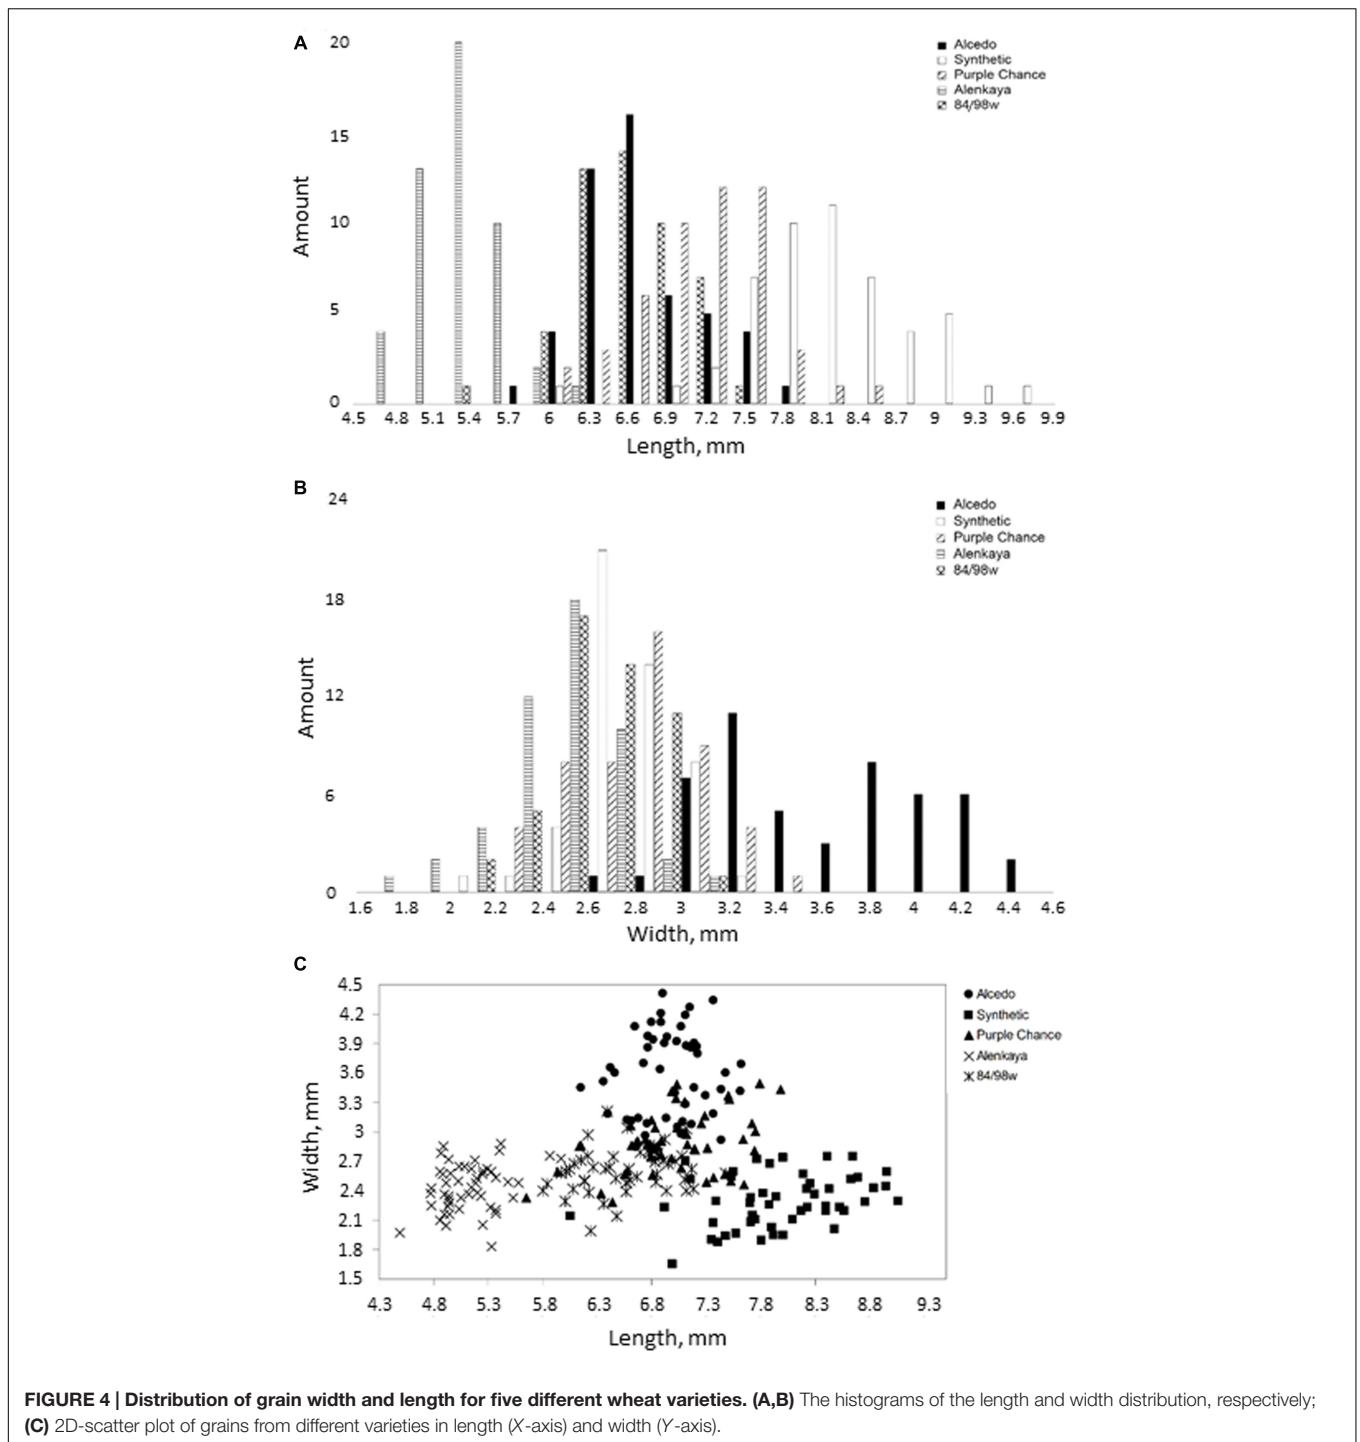 A
20
15
10
5
0
Amount
Alcedo
Synthetic
Purple Chance
Alenkaya
84/98w
4.5 4.8 5.1 5.4 5.7 6 6.3 6.6 6.9 7.2 7.5 7.8 8.1 8.4 8.7 9 9.3 9.6 9.9
Length, mm
B
24
18
12
6
0
Amount
Alcedo
Synthetic
Purple Chance
Alenkaya
84/98w
1.6 1.8 2 2.2 2.4 2.6 2.8 3 3.2 3.4 3.6 3.8 4 4.2 4.4 4.6
Width, mm
C
4.5
4.2
3.9
3.6
3.3
3
2.7
2.4
2.1
1.8
1.5
Width, mm
Alcedo
Synthetic
Purple Chance
Alenkaya
84/98w
4.3 4.8 5.3 5.8 6.3 6.8 7.3 7.8 8.3 8.8 9.3
Length, mm
FIGURE 4 | Distribution of grain width and length for five different wheat varieties. (A,B) The histograms of the length and width distribution, respectively;
(C) 2D-scatter plot of grains from different varieties in length (X-axis) and width (Y-axis).